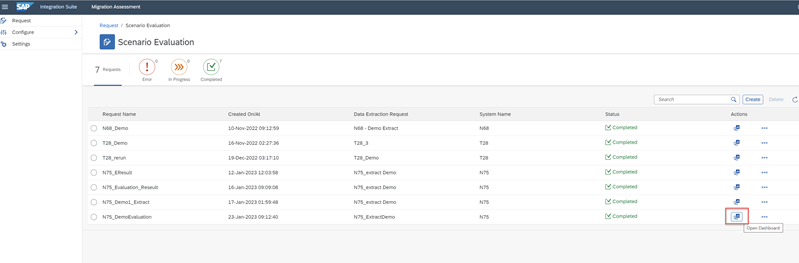 SAP Integration Suite Migration Assessment
Request
Configure
Settings
Request / Scenario Evaluation
Scenario Evaluation
7 Requests
0
Error
0
In Progress
7
Completed
Search Create Delete
Request Name Created On(At) Data Extraction Request System Name Status Actions
N68_Demo 10-Nov-2022 09:12:59 N68 - Demo Extract N68 Completed
T28_Demo 16-Nov-2022 02:27:36 T28_3 T28 Completed
T28_rerun 19-Dec-2022 03:17:10 T28_Demo T28 Completed
N75_EResult 12-Jan-2023 12:03:58 N75_extract Demo N75 Completed
N75_Evaluation_Reseult 16-Jan-2023 09:09:08 N75_extract Demo N75 Completed
N75_Demo1_Extract 17-Jan-2023 01:59:48 N75_extract Demo N75 Completed
N75_DemoEvaluation 23-Jan-2023 09:12:40 N75_ExtractDemo N75 Completed
Open Dashboard